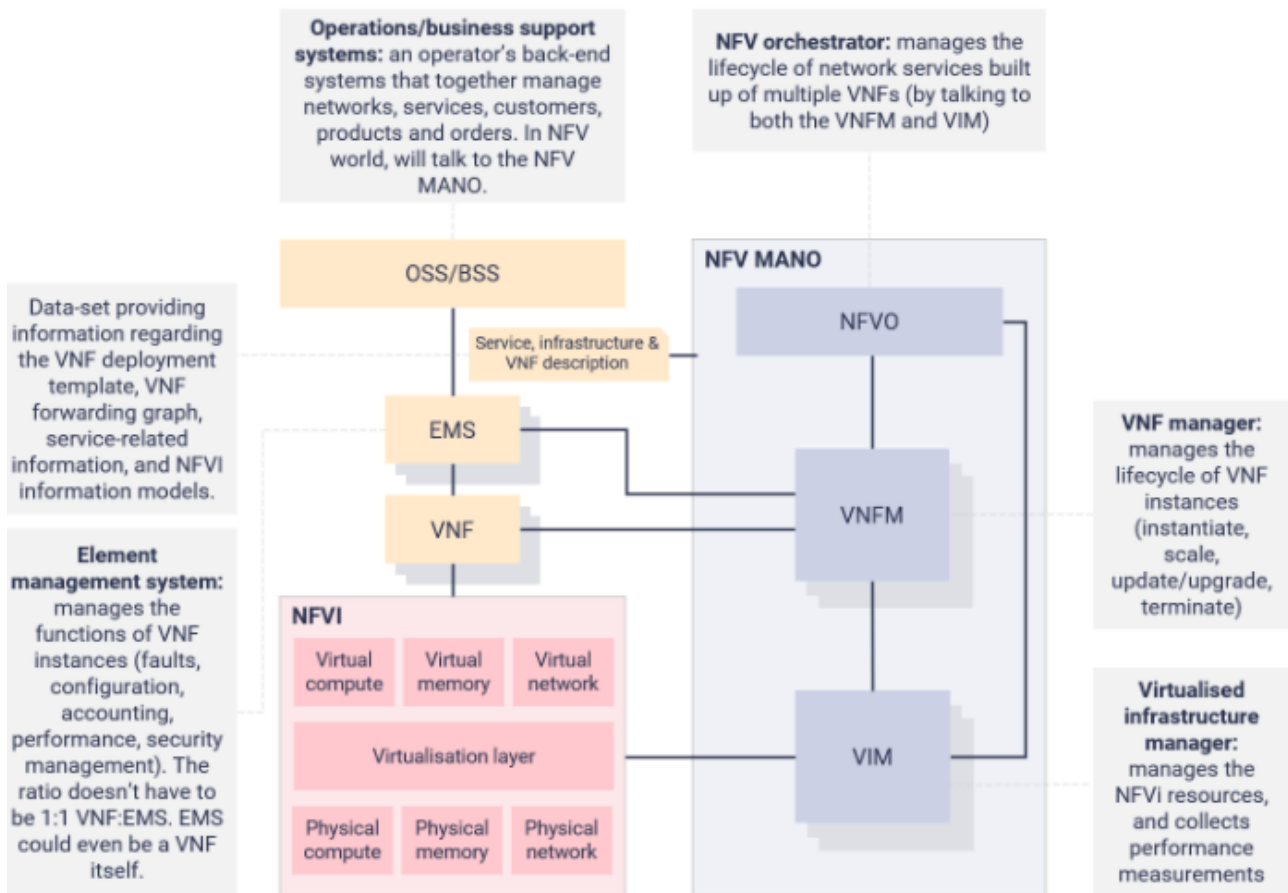 Operations/business support
systems: an operator's back-end
systems that together manage
networks, services, customers,
products and orders. In NFV
world, will talk to the NFV
MANO.
NFV orchestrator: manages the
lifecycle of network services built
up of multiple VNFs (by talking to
both the VNFM and VIM)
OSS/BSS
NFV MANO
Data-set providing
information regarding
the VNF deployment
template, VNF
forwarding graph,
service-related
information, and NFVI
information models.
Service, infrastructure &
VNF description
NFVO
EMS
VNF
VNFM
VNF manager:
manages the
lifecycle of VNF
instances
(instantiate,
scale,
update/upgrade,
terminate)
Element
management system:
manages the
functions of VNF
instances (faults,
configuration,
accounting,
performance, security
management). The
ratio doesn't have to
be 1:1 VNF:EMS. EMS
could even be a VNF
itself.
NFVI
Virtual
compute
Virtual
memory
Virtual
network
Virtualisation layer
Physical
compute
Physical
memory
Physical
network
VIM
Virtualised
infrastructure
manager:
manages the
NFVi resources,
and collects
performance
measurements